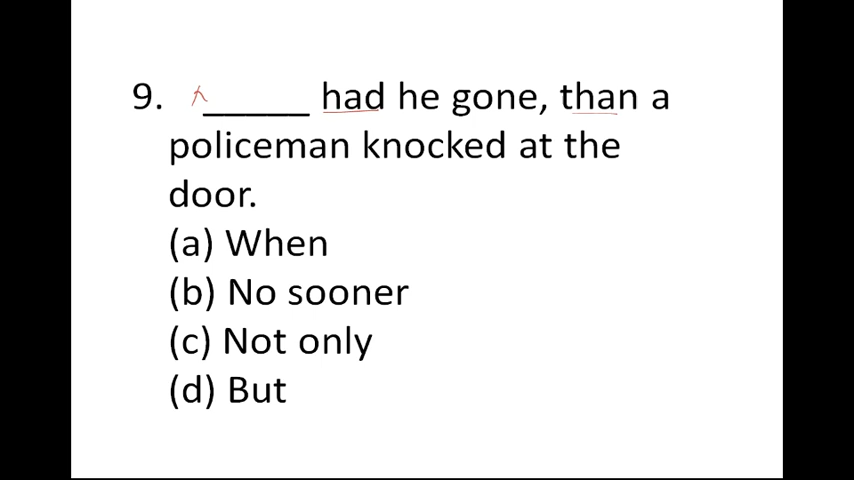 9. _____ had he gone, than a
policeman knocked at the
door.
(a) When
(b) No sooner
(c) Not only
(d) But